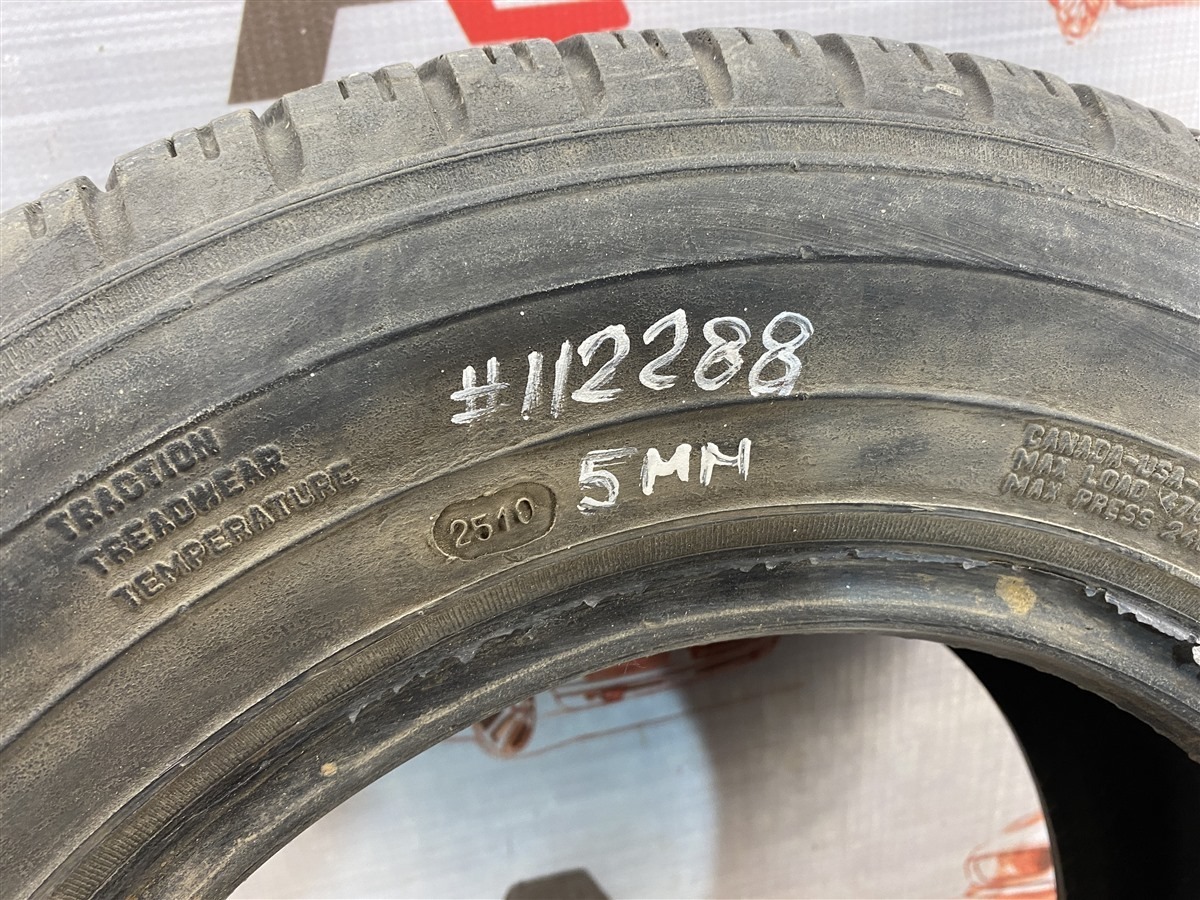 #112288
5MM
TRACTION
TREADWEAR
TEMPERATURE
2510
CANADA-USA-
MAX LOAD
MAX PRESS